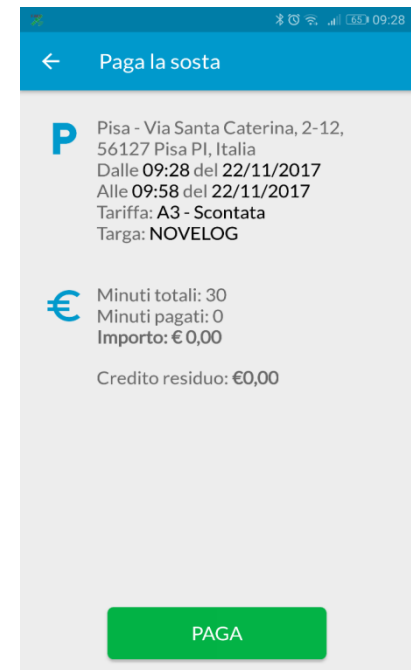 65 09:28
Paga la sosta
P Pisa - Via Santa Caterina, 2-12,
56127 Pisa PI, Italia
Dalle 09:28 del 22/11/2017
Alle 09:58 del 22/11/2017
Tariffa: A3 - Scontata
Targa: NOVELOG
€ Minuti totali: 30
Minuti pagati: 0
Importo: € 0,00
Credito residuo: €0,00
PAGA